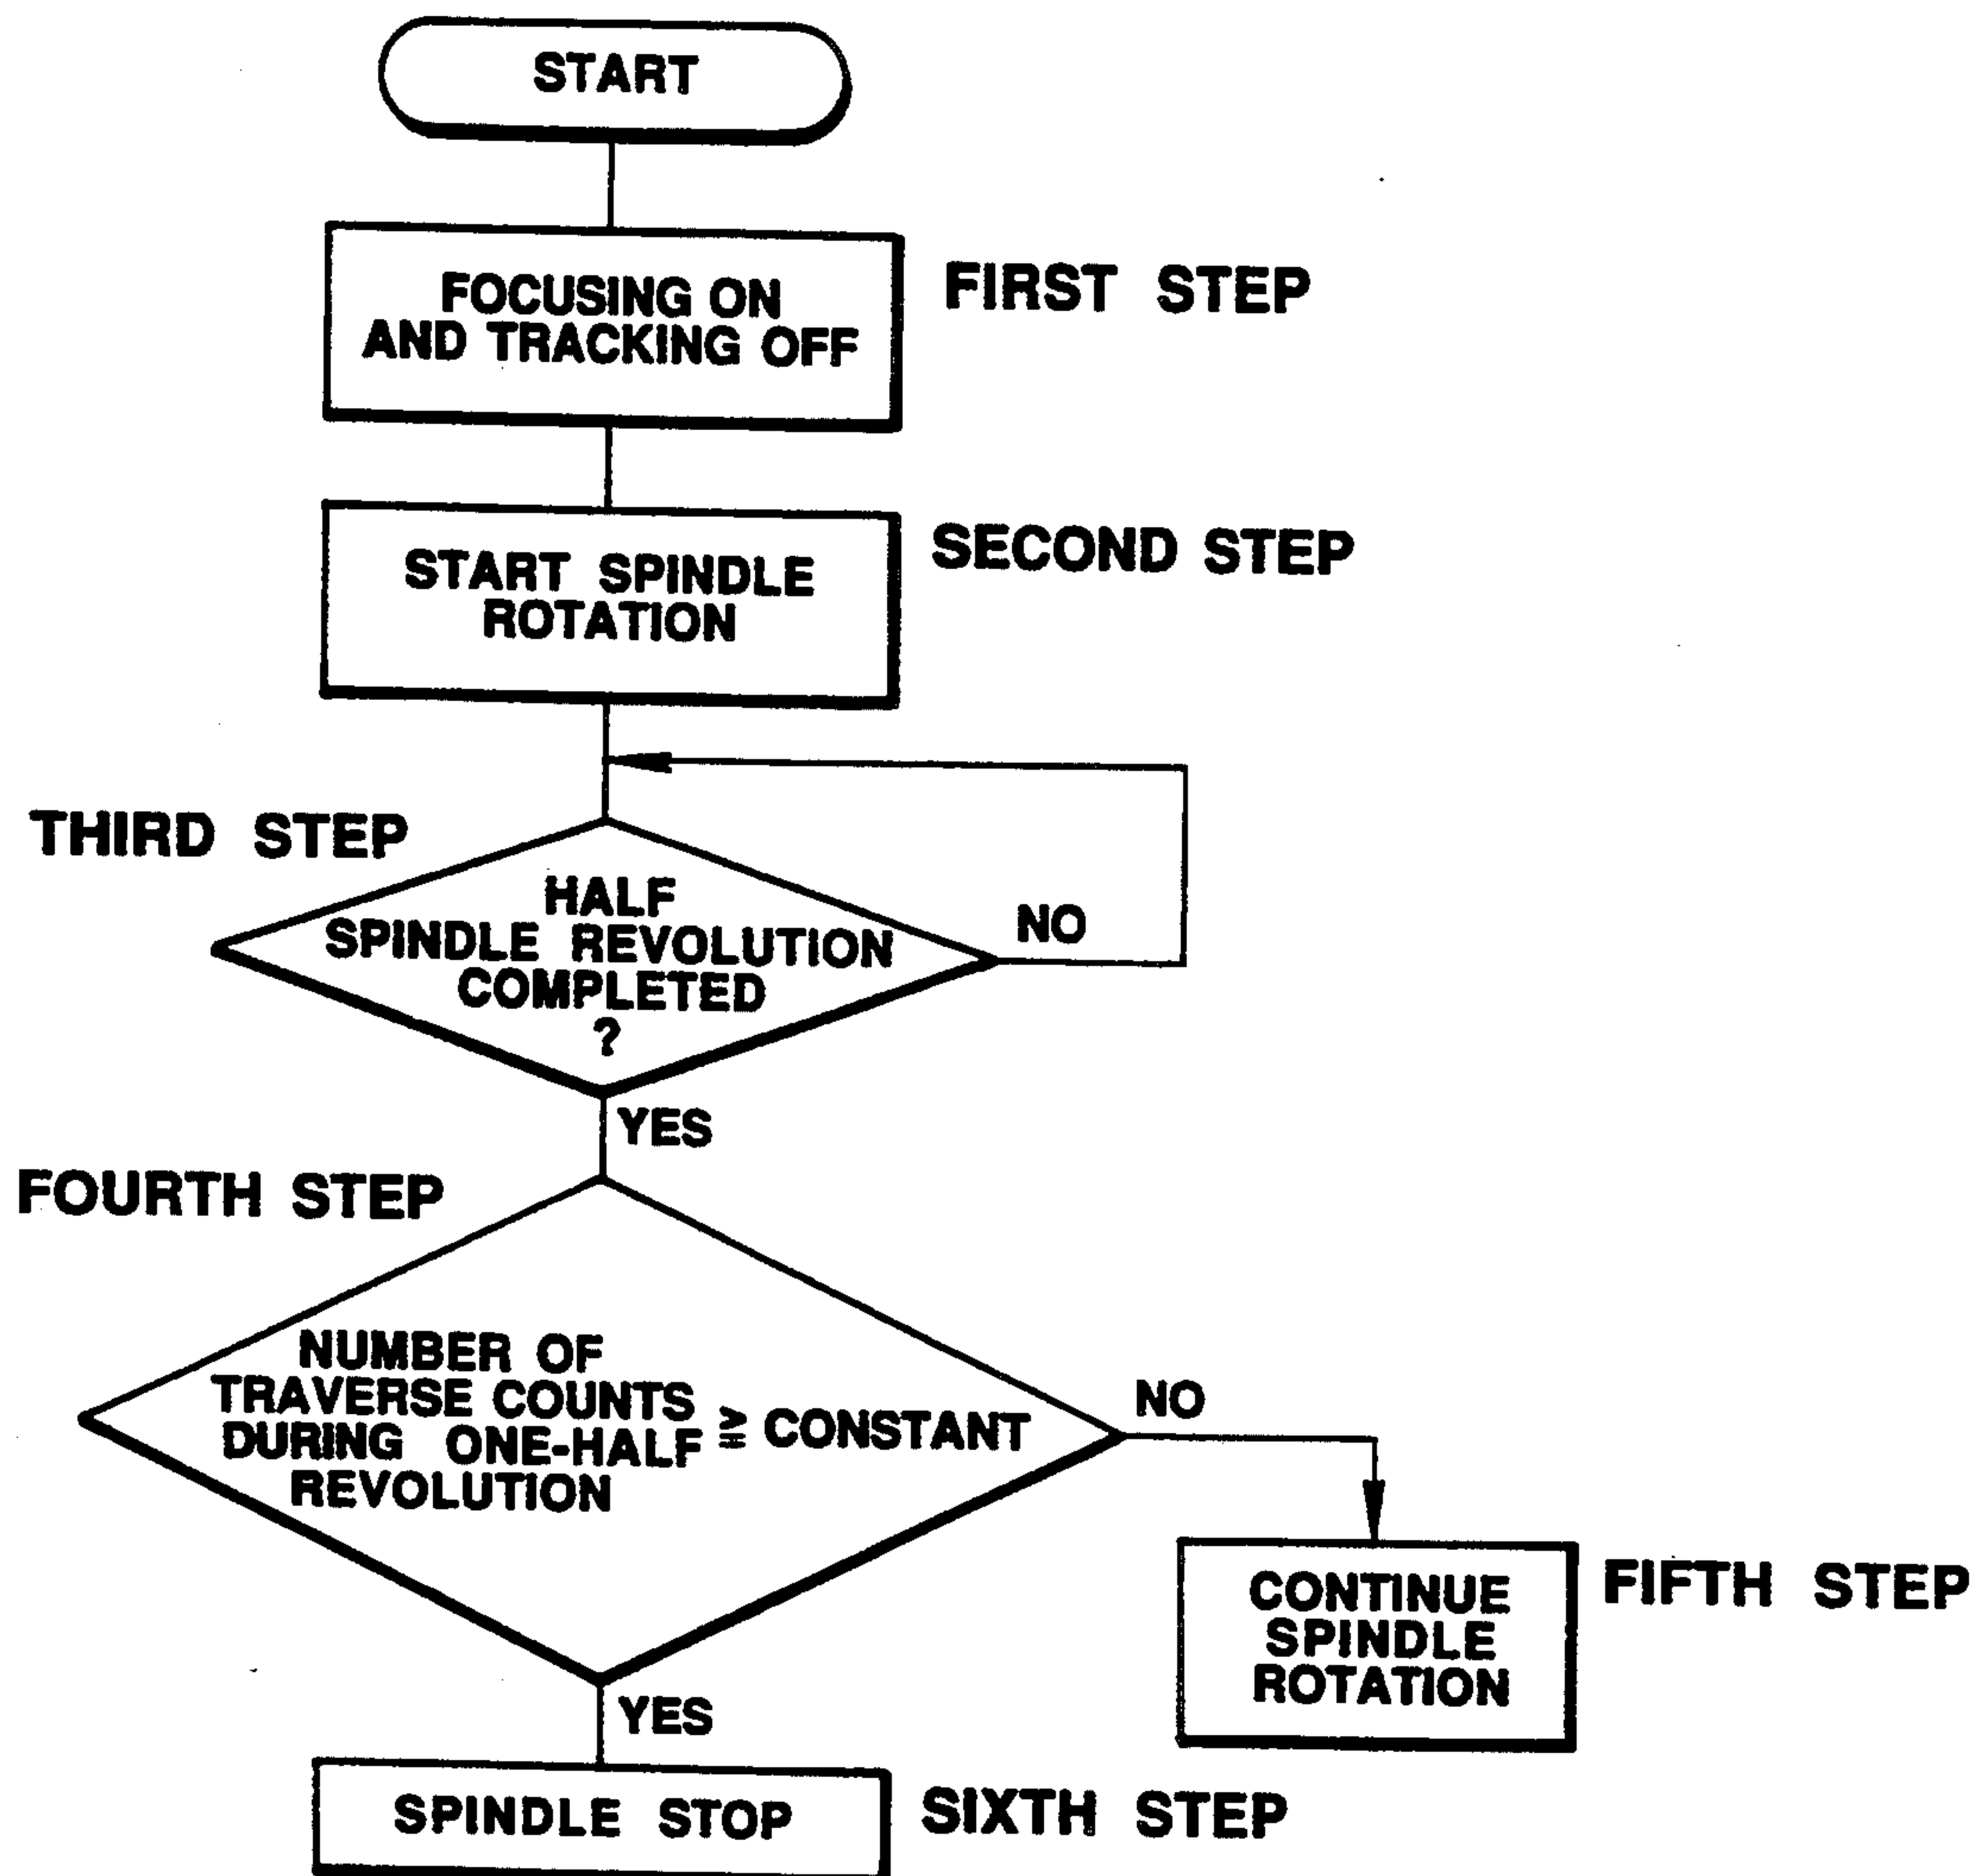 START
FOCUSING ON
AND TRACKING OFF
FIRST STEP
START SPINDLE
ROTATION
SECOND STEP
THIRD STEP
HALF
SPINDLE REVOLUTION
COMPLETED
?
NO
YES
FOURTH STEP
NUMBER OF
TRAVERSE COUNTS
DURING ONE-HALF
REVOLUTION
≧ CONSTANT
NO
CONTINUE
SPINDLE
ROTATION
FIFTH STEP
YES
SPINDLE STOP
SIXTH STEP